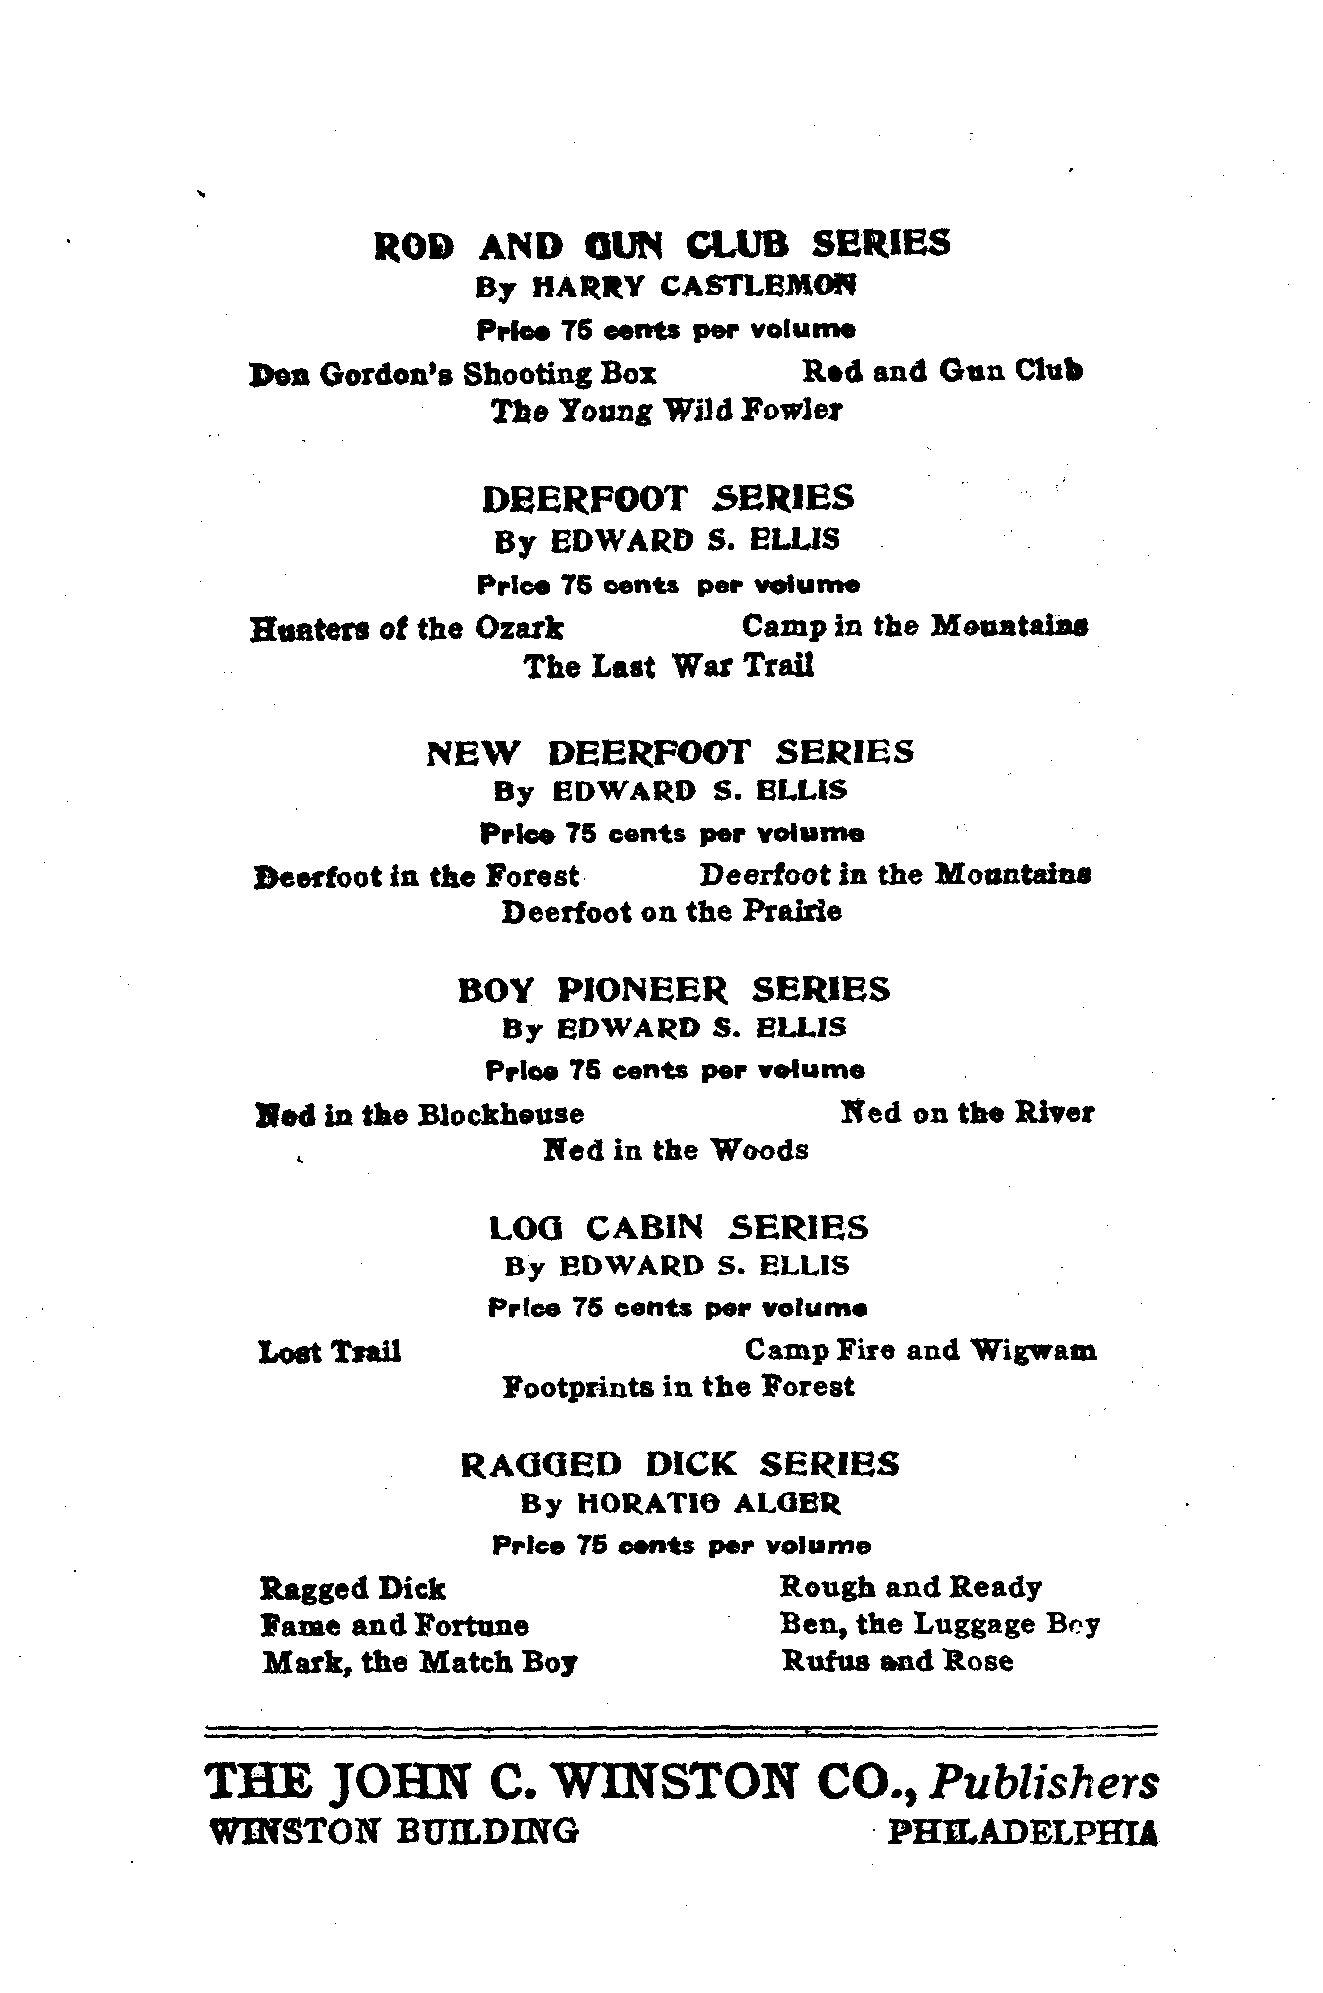 ROD AND GUN CLUB SERIES
By HARRY CASTLEMON
Price 75 cents per volume
Don Gordon's Shooting Box Rod and Gun Club
The Young Wild Fowler
DEERFOOT SERIES
By EDWARD S. ELLIS
Price 75 cents per volume
Hunters of the Ozark Camp in the Mountains
The Last War Trail
NEW DEERFOOT SERIES
By EDWARD S. ELLIS
Price 75 cents per volume
Deerfoot in the Forest Deerfoot in the Mountains
Deerfoot on the Prairie
BOY PIONEER SERIES
By EDWARD S. ELLIS
Price 75 cents per volume
Ned in the Blockhouse Ned on the River
Ned in the Woods
LOG CABIN SERIES
By EDWARD S. ELLIS
Price 75 cents per volume
Lost Trail Camp Fire and Wigwam
Footprints in the Forest
RAGGED DICK SERIES
By HORATIO ALGER
Price 75 cents per volume
Ragged Dick Rough and Ready
Fame and Fortune Ben, the Luggage Boy
Mark, the Match Boy Rufus and Rose
THE JOHN C. WINSTON CO., Publishers
WINSTON BUILDING PHILADELPHIA